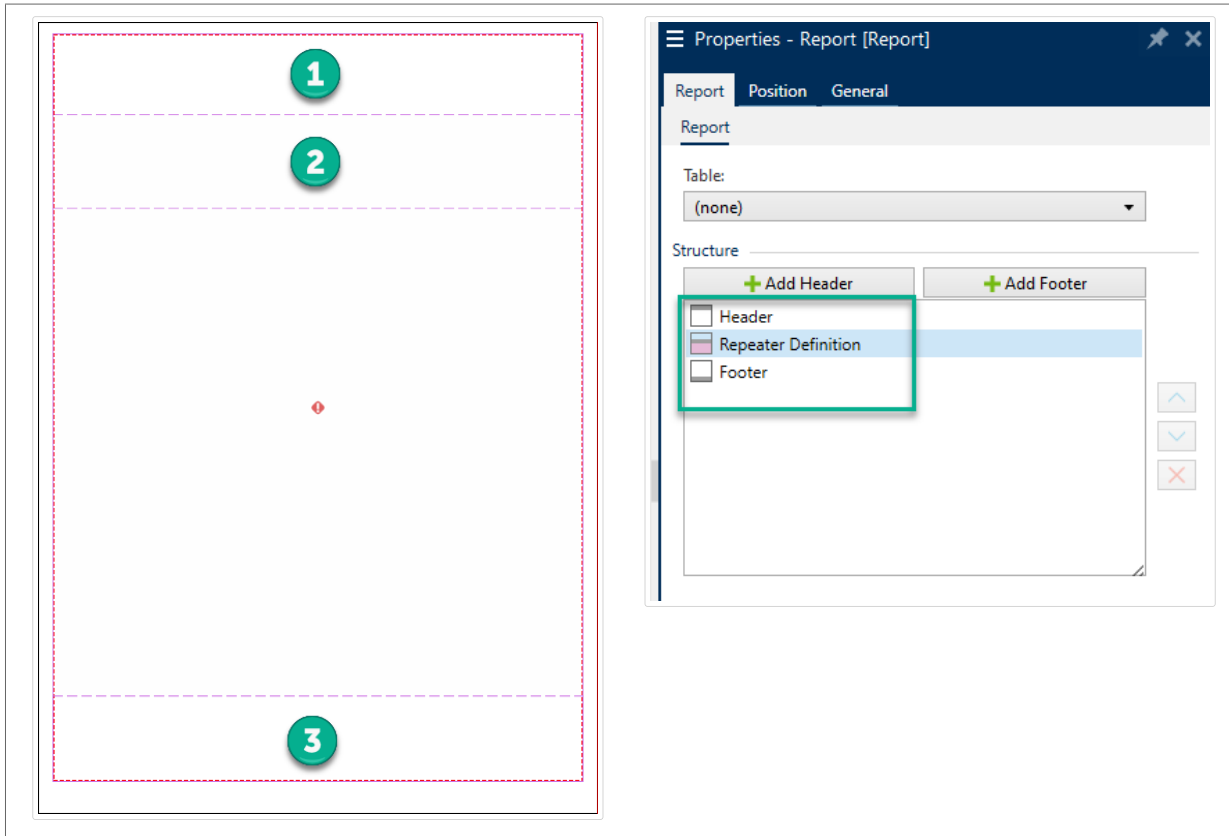 1
2
3
Properties - Report [Report]
Report Position General
Report
Table:
(none)
Structure
Add Header Add Footer
Header
Repeater Definition
Footer